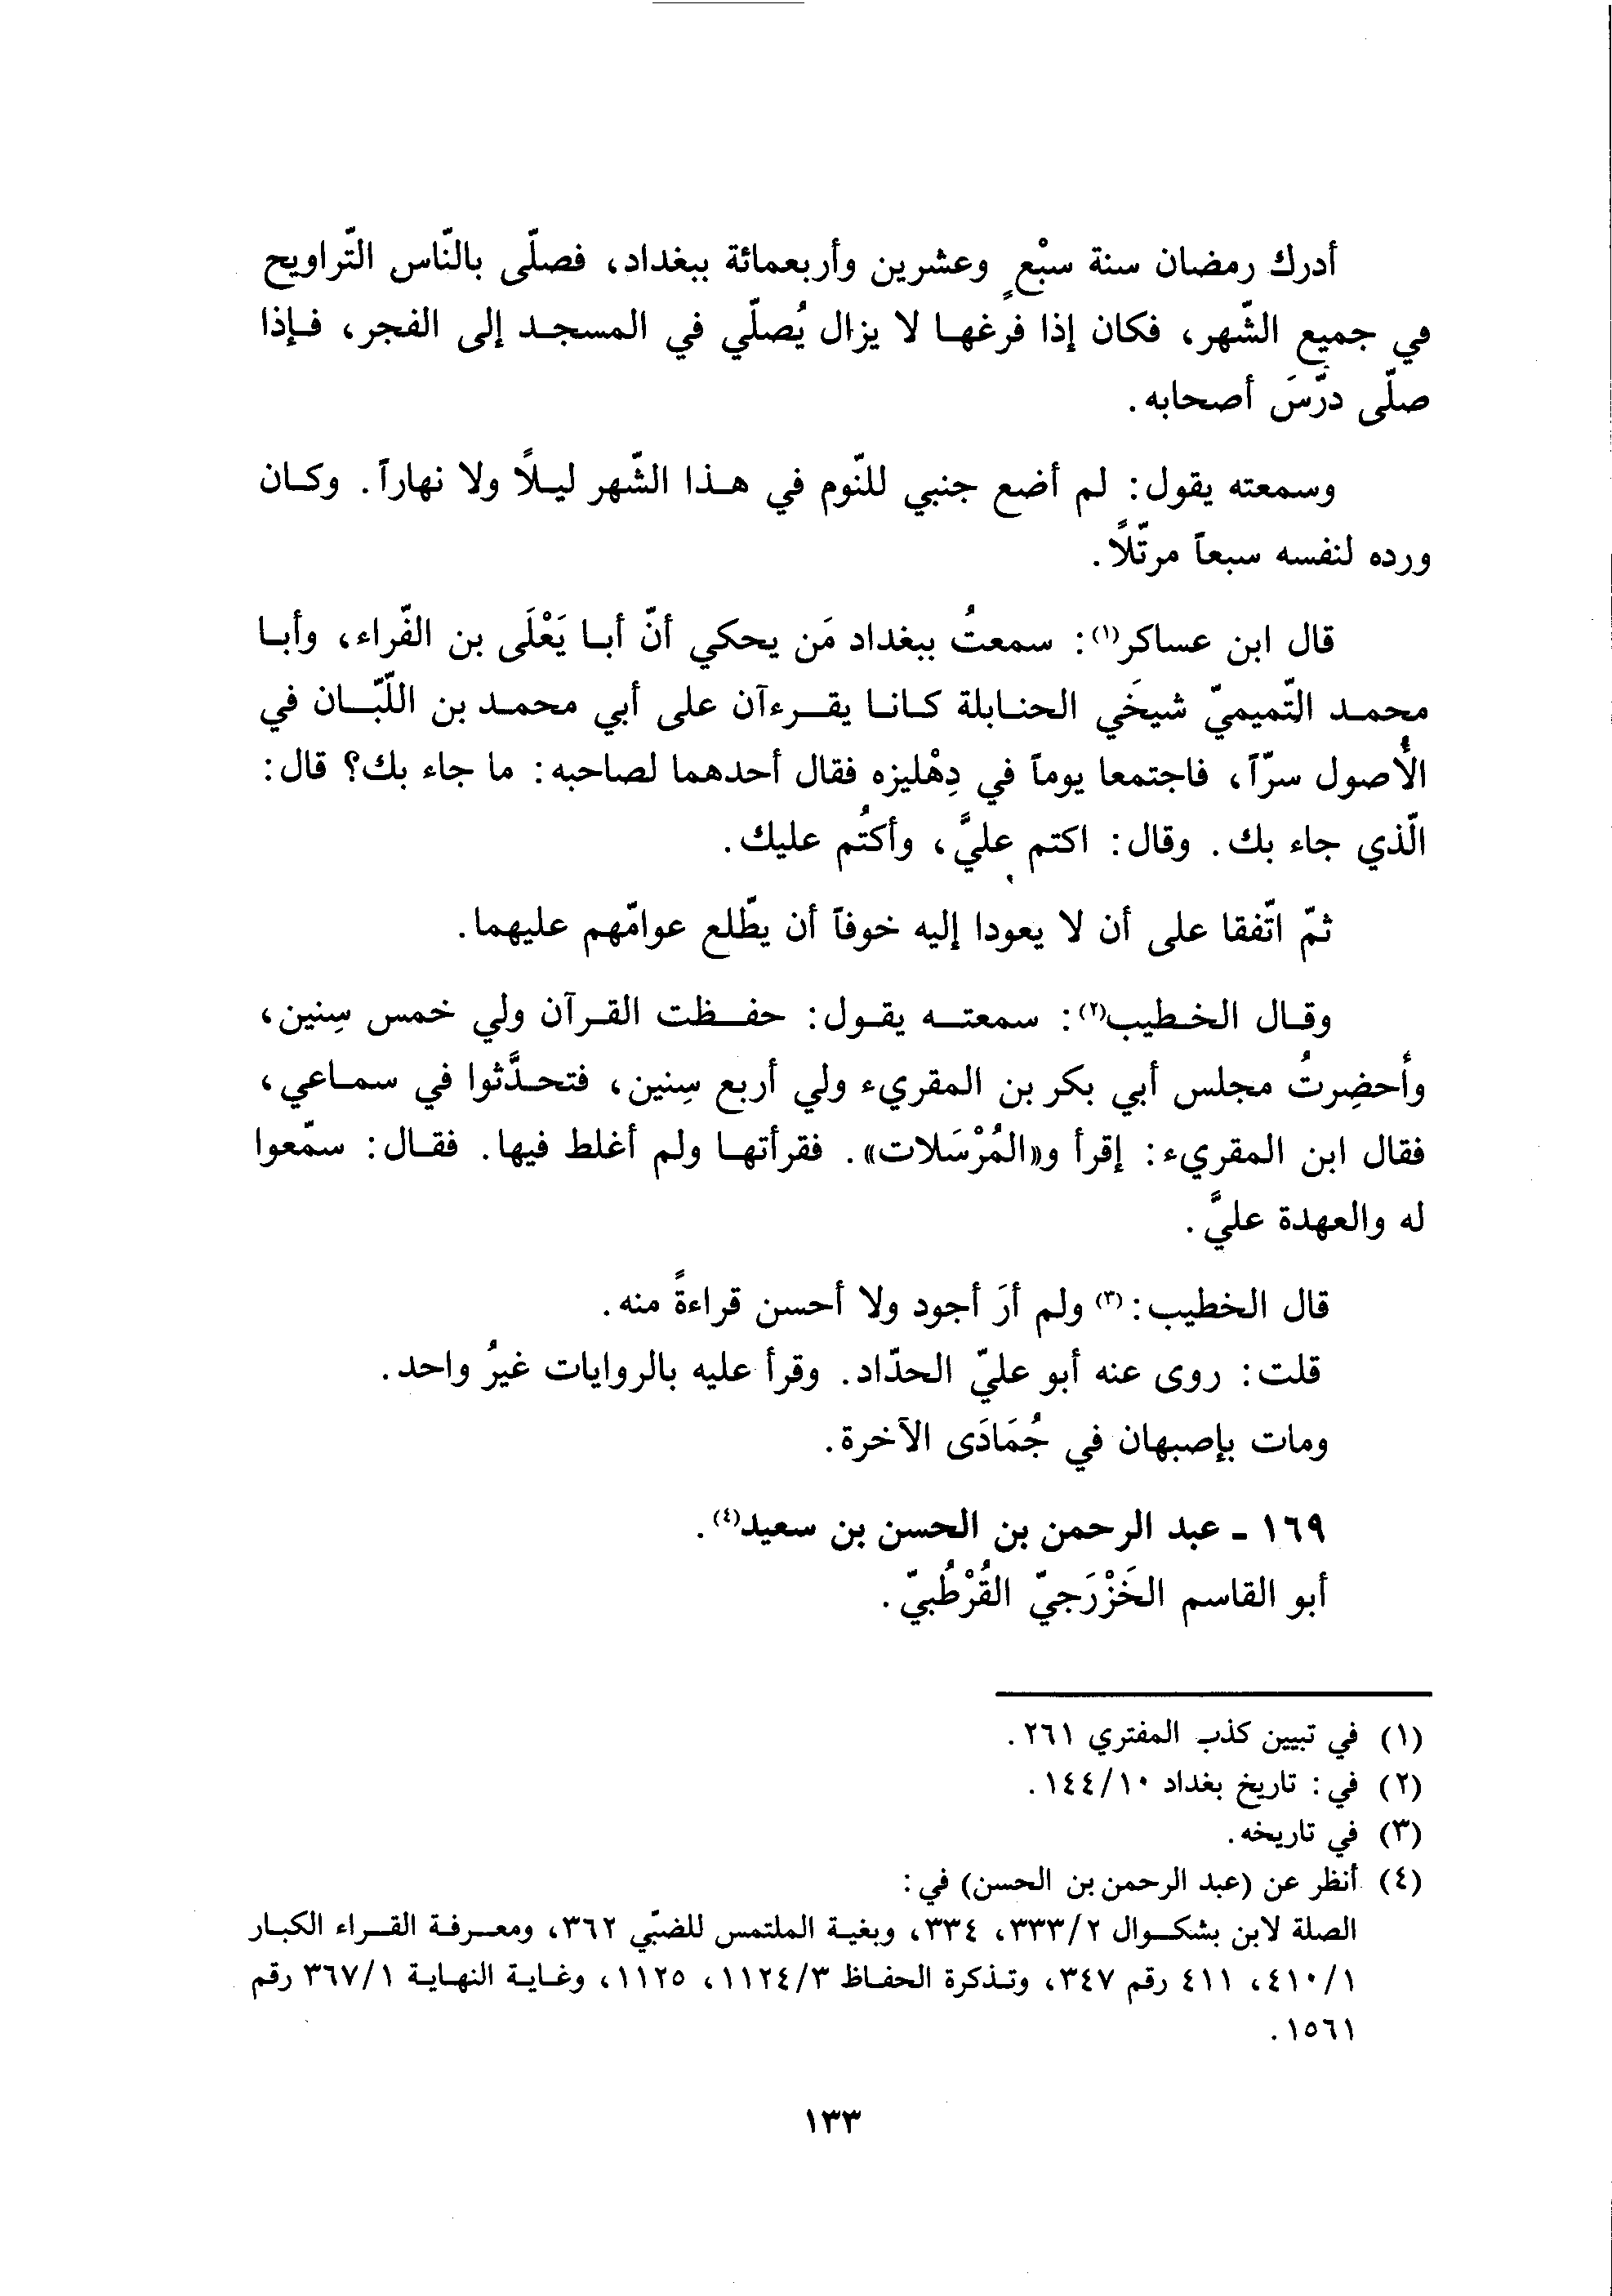 أدرك رمضان سنة سبْعٍ وعشرين وأربعمائة ببغداد، فصلّى بالنّاس التّراويح
في جميع الشّهر، فكان إذا فرغها لا يزال يُصلّي في المسجد إلى الفجر، فإذا
صلّى درَّسَ أصحابه.
وسمعته يقول: لم أضع جنبي للنّوم في هذا الشّهر ليلًا ولا نهاراً. وكان
ورده لنفسه سبعاً مرتّلًا.
قال ابن عساكر(١): سمعتُ ببغداد مَن يحكي أنّ أبا يَعْلَى بن الفّراء، وأبا
محمد التّميميّ شيخَي الحنابلة كانا يقرءآن على أبي محمد بن اللّبّان في
الأُصول سرّاً، فاجتمعا يوماً في دِهْليزه فقال أحدهما لصاحبه: ما جاء بك؟ قال:
الّذي جاء بك. وقال: اكتم عليَّ، وأكتُم عليك.
ثمّ اتّفقا على أن لا يعودا إليه خوفاً أن يطّلع عوامّهم عليهما.
وقال الخطيب(٢): سمعته يقول: حفظت القرآن ولي خمس سِنين،
وأُحضِرتُ مجلس أبي بكر بن المقريء ولي أربع سِنين، فتحدَّثوا في سماعي،
فقال ابن المقريء: إقرأ و«المُرْسَلات». فقرأتها ولم أغلط فيها. فقال: سمّعوا
له والعهدة عليَّ.
قال الخطيب:(٣) ولم أرَ أجود ولا أحسن قراءةً منه.
قلت: روى عنه أبو عليّ الحدّاد. وقرأ عليه بالروايات غيرُ واحد.
ومات بإصبهان في جُمَادَى الآخرة.
١٦٩ ـ عبد الرحمن بن الحسن بن سعيد(٤).
أبو القاسم الخَزْرَجيّ القُرْطُبيّ.
(١) في تبيين كذب المفتري ٢٦١.
(٢) في: تاريخ بغداد ١٠/١٤٤.
(٣) في تاريخه.
(٤) أنظر عن (عبد الرحمن بن الحسن) في:
الصلة لابن بشكوال ٢/٣٣٣، ٣٣٤، وبغية الملتمس للضبّي ٣٦٢، ومعرفة القراء الكبار
١/٤١٠، ٤١١ رقم ٣٤٧، وتذكرة الحفاظ ٣/١١٢٤، ١١٢٥، وغاية النهاية ١/٣٦٧ رقم
١٥٦١.
١٣٣